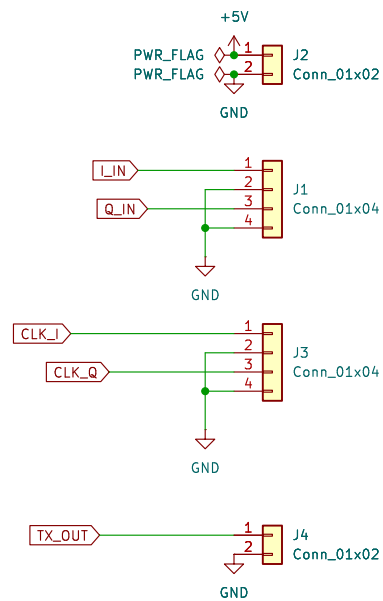 +5V
PWR_FLAG 1 J2
PWR_FLAG 2 Conn_01x02
GND
I_IN 1
2 J1
Q_IN 3 Conn_01x04
4
GND
CLK_I 1
2 J3
CLK_Q 3 Conn_01x04
4
GND
TX_OUT 1 J4
2 Conn_01x02
GND